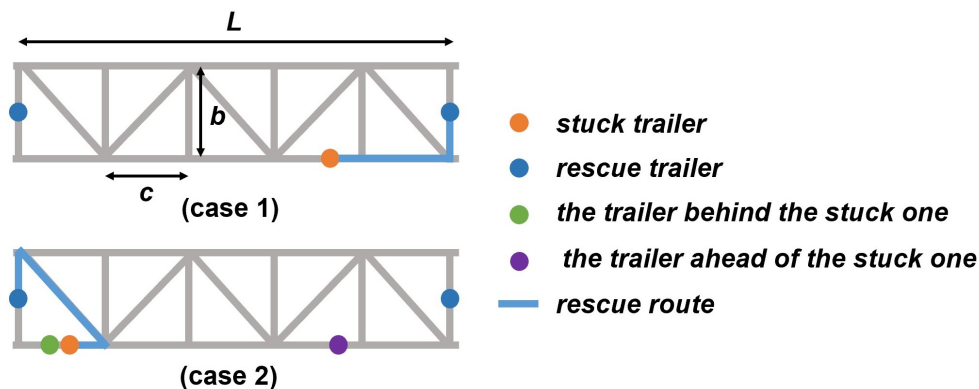 L
b
c
(case 1)
(case 2)
stuck trailer
rescue trailer
the trailer behind the stuck one
the trailer ahead of the stuck one
rescue route